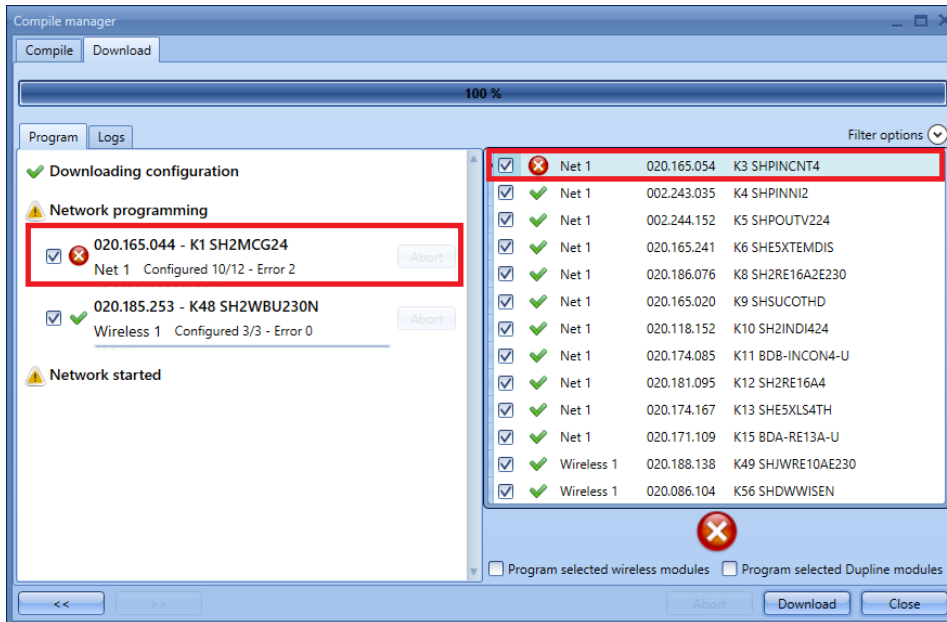 Compile manager
Compile Download
100 %
Program Logs
Filter options
Downloading configuration
Network programming
020.165.044 - K1 SH2MCG24
Net 1 Configured 10/12 - Error 2
Abort
020.185.253 - K48 SH2WBU230N
Wireless 1 Configured 3/3 - Error 0
Abort
Network started
Net 1 020.165.054 K3 SHPINCNT4
Net 1 002.243.035 K4 SHPINNI2
Net 1 002.244.152 K5 SHPOUTV224
Net 1 020.165.241 K6 SHE5XTEMDIS
Net 1 020.186.076 K8 SH2RE16A2E230
Net 1 020.165.020 K9 SHSUCOTHD
Net 1 020.118.152 K10 SH2INDI424
Net 1 020.174.085 K11 BDB-INCON4-U
Net 1 020.181.095 K12 SH2RE16A4
Net 1 020.174.167 K13 SHE5XLS4TH
Net 1 020.171.109 K15 BDA-RE13A-U
Wireless 1 020.188.138 K49 SHJWRE10AE230
Wireless 1 020.086.104 K56 SHDWWISEN
Program selected wireless modules Program selected Dupline modules
<< >> Abort Download Close